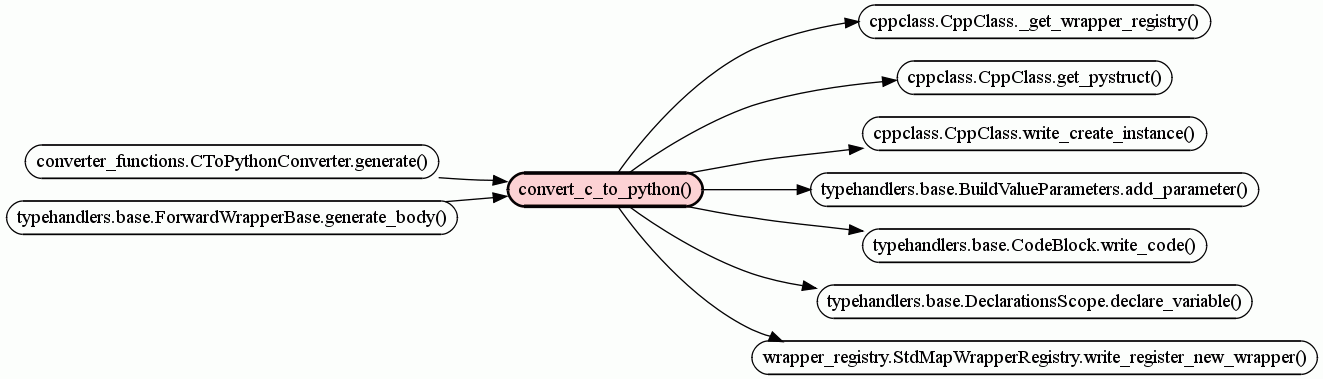 cppclass.CppClass._get_wrapper_registry()
cppclass.CppClass.get_pystruct()
cppclass.CppClass.write_create_instance()
converter_functions.CToPythonConverter.generate()
convert_c_to_python()
typehandlers.base.BuildValueParameters.add_parameter()
typehandlers.base.ForwardWrapperBase.generate_body()
typehandlers.base.CodeBlock.write_code()
typehandlers.base.DeclarationsScope.declare_variable()
wrapper_registry.StdMapWrapperRegistry.write_register_new_wrapper()